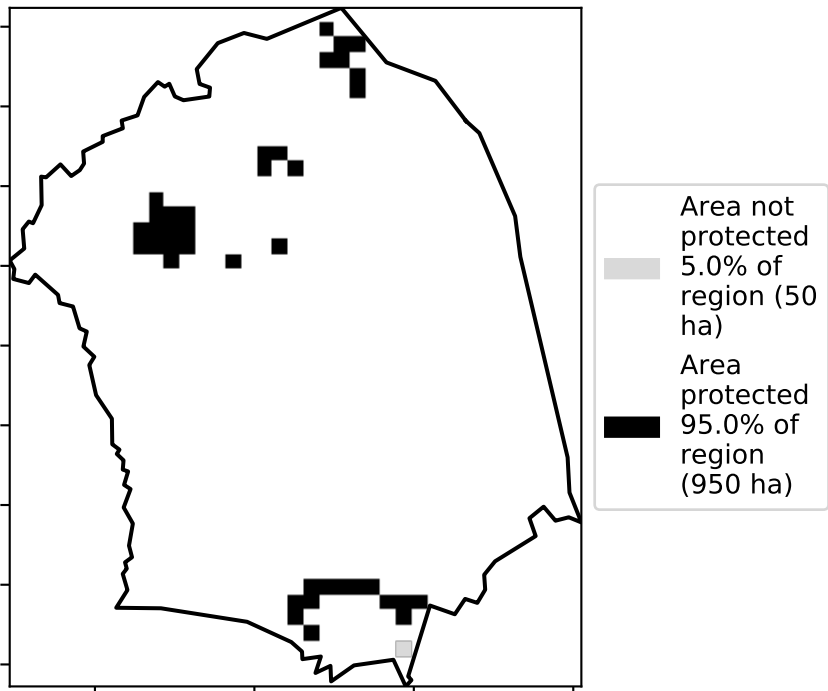 Area not
protected
5.0% of
region (50
ha)
Area
protected
95.0% of
region
(950 ha)